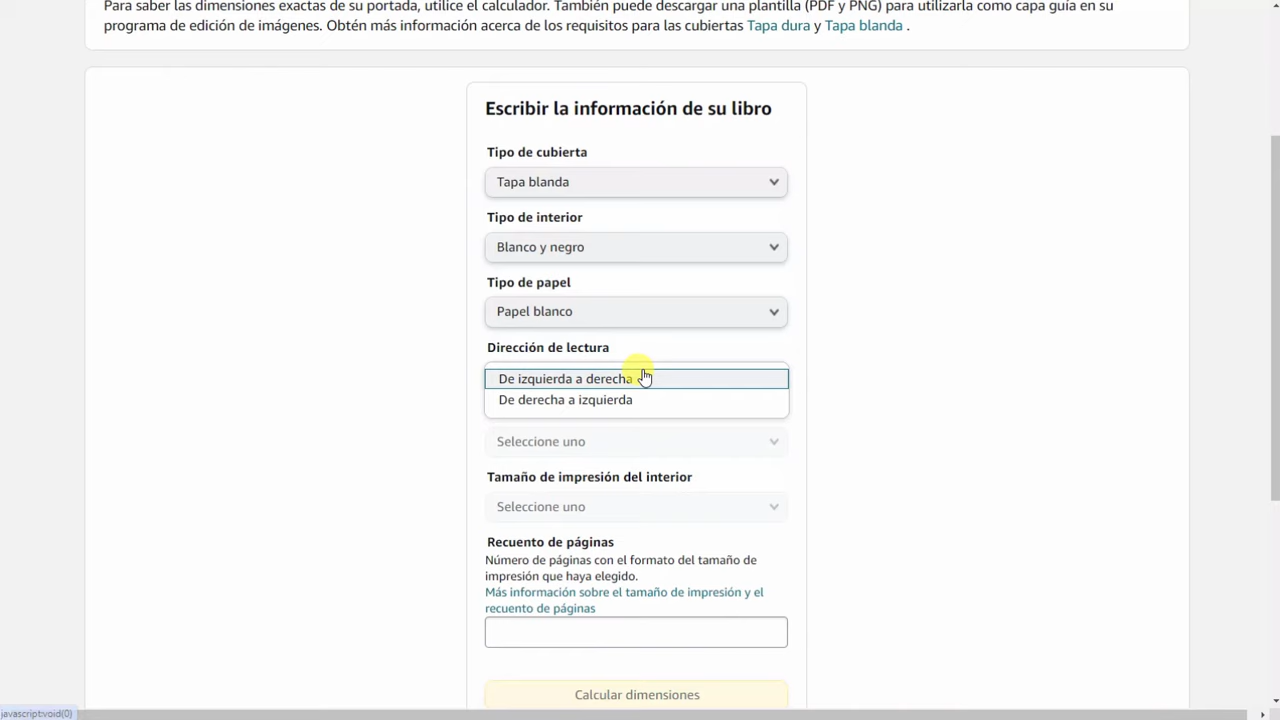 Para saber las dimensiones exactas de su portada, utilice el calculador. También puede descargar una plantilla (PDF y PNG) para utilizarla como capa guía en su
programa de edición de imágenes. Obtén más información acerca de los requisitos para las cubiertas Tapa dura y Tapa blanda .
Escribir la información de su libro
Tipo de cubierta
Tapa blanda
Tipo de interior
Blanco y negro
Tipo de papel
Papel blanco
Dirección de lectura
De izquierda a derecha
De derecha a izquierda
Seleccione uno
Tamaño de impresión del interior
Seleccione uno
Recuento de páginas
Número de páginas con el formato del tamaño de
impresión que haya elegido.
Más información sobre el tamaño de impresión y el
recuento de páginas
Calcular dimensiones
javascript:void(0)